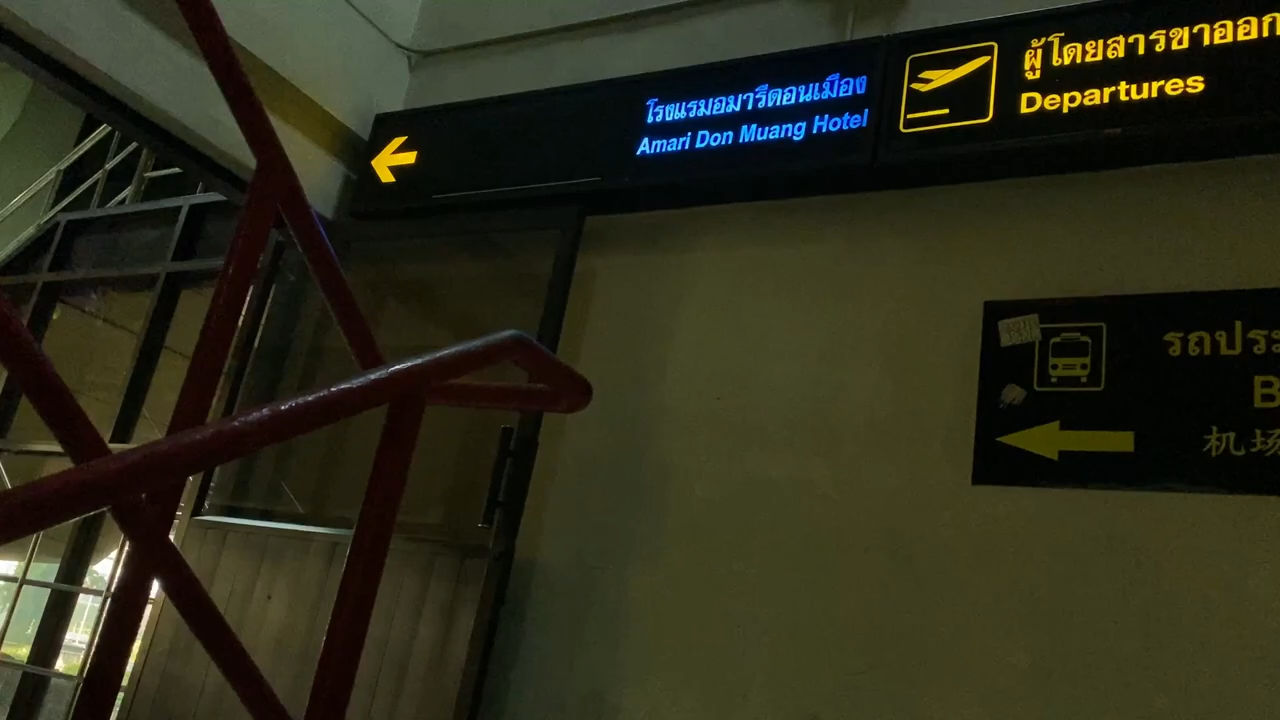 โรงแรมอมารีดอนเมือง
Amari Don Muang Hotel
ผู้โดยสารขาออก
Departures
รถประ
B
机场